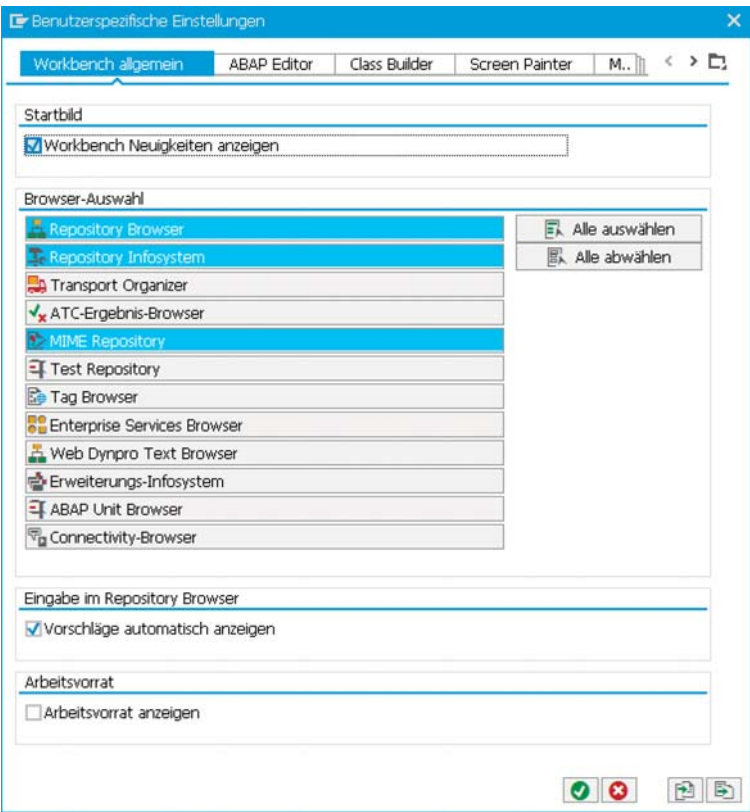 Benutzerspezifische Einstellungen
Workbench allgemein ABAP Editor Class Builder Screen Painter M..
Startbild
Workbench Neuigkeiten anzeigen
Browser-Auswahl
Repository Browser
Alle auswählen
Repository Infosystem
Alle abwählen
Transport Organizer
ATC-Ergebnis-Browser
MIME Repository
Test Repository
Tag Browser
Enterprise Services Browser
Web Dynpro Text Browser
Erweiterungs-Infosystem
ABAP Unit Browser
Connectivity-Browser
Eingabe im Repository Browser
Vorschläge automatisch anzeigen
Arbeitsvorrat
Arbeitsvorrat anzeigen